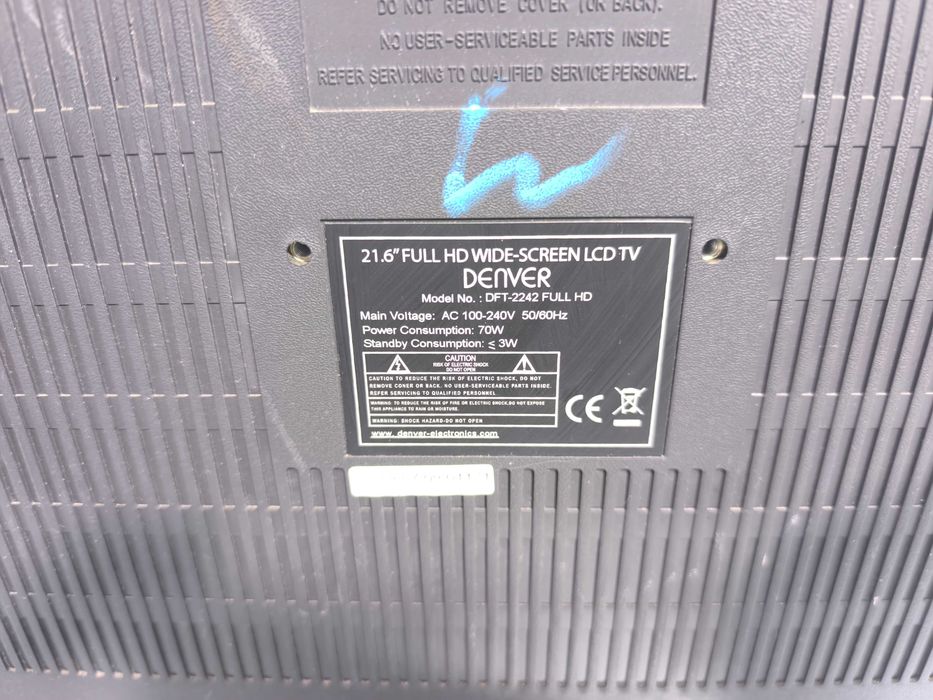 DO NOT REMOVE COVER (OR BACK).
NO USER-SERVICEABLE PARTS INSIDE
REFER SERVICING TO QUALIFIED SERVICE PERSONNEL.
21.6" FULL HD WIDE-SCREEN LCD TV
DENVER
Model No. : DFT-2242 FULL HD
Main Voltage: AC 100-240V 50/60Hz
Power Consumption: 70W
Standby Consumption: ≤ 3W
CAUTION
RISK OF ELECTRIC SHOCK
DO NOT OPEN
CAUTION TO REDUCE THE RISK OF ELECTRIC SHOCK, DO NOT
REMOVE CONER OR BACK. NO USER-SERVICEABLE PARTS INSIDE.
REFER SERVICING TO QUALIFIED PERSONNEL
WARNING: TO REDUCE THE RISK OF FIRE OR ELECTRIC SHOCK,DO NOT EXPOSE
THIS APPLIANCE TO RAIN OR MOISTURE.
WARNING: SHOCK HAZARD-DO NOT OPEN
CE
www. denver-electronics.com